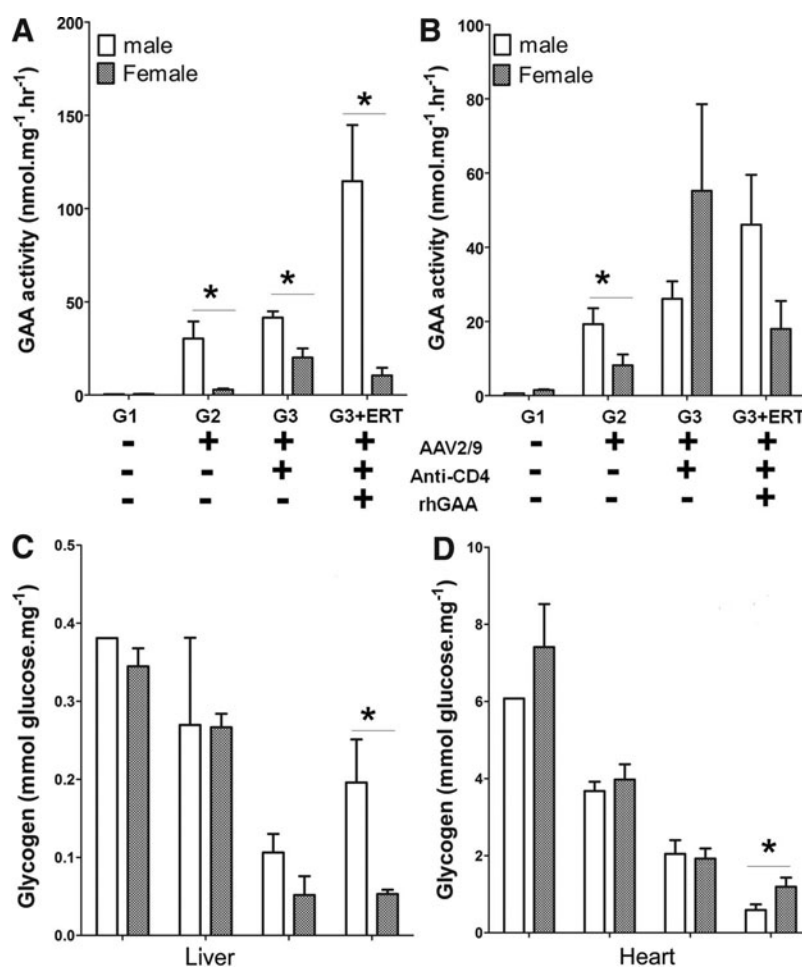 A
B
GAA activity (nmol.mg⁻¹.hr⁻¹)
200
150
100
50
0
male
Female
*
*
*
G1 G2 G3 G3+ERT
GAA activity (nmol.mg⁻¹.hr⁻¹)
100
80
60
40
20
0
male
Female
*
G1 G2 G3 G3+ERT
- + + + AAV2/9 - + + +
- - + + Anti-CD4 - - + +
- - - + rhGAA - - - +
C
D
Glycogen (mmol glucose.mg⁻¹)
0.5
0.4
0.3
0.2
0.1
0.0
*
Liver
Glycogen (mmol glucose.mg⁻¹)
10
8
6
4
2
0
*
Heart